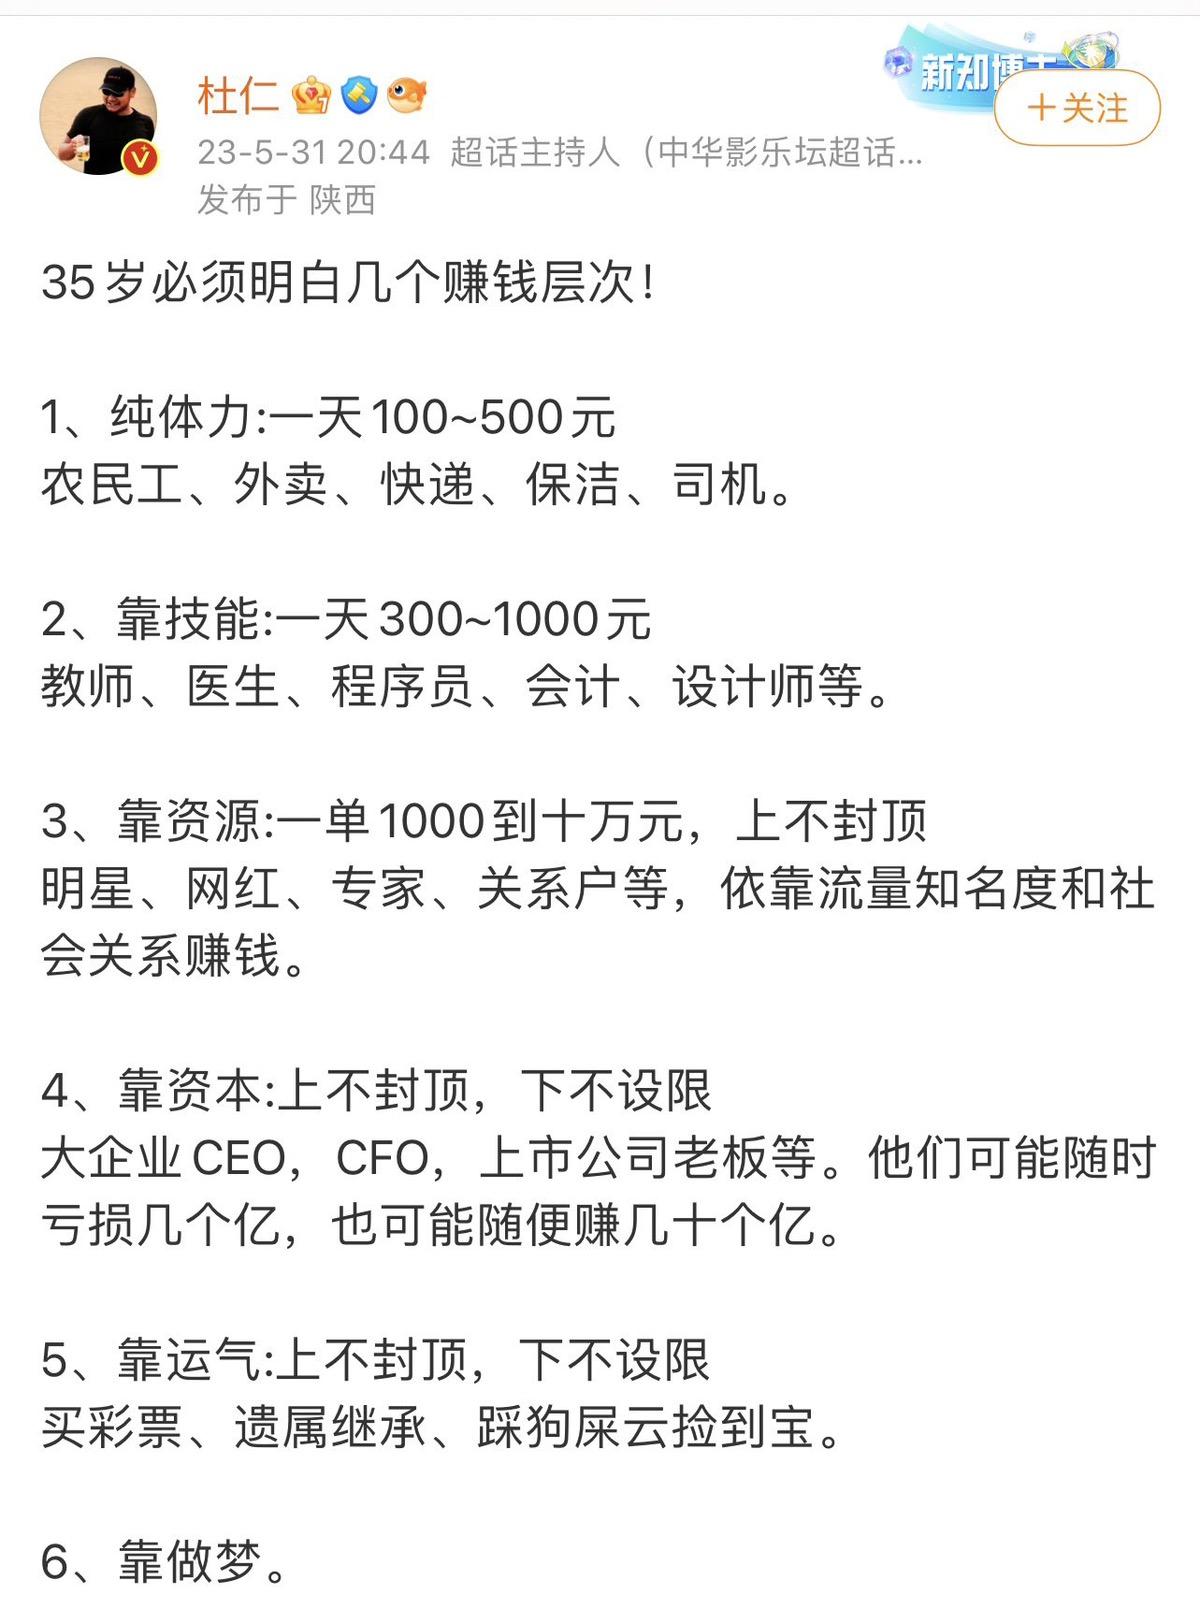 新知博主
杜仁
+关注
23-5-31 20:44 超话主持人（中华影乐坛超话...
发布于 陕西
35岁必须明白几个赚钱层次！
1、纯体力:一天100~500元
农民工、外卖、快递、保洁、司机。
2、靠技能:一天300~1000元
教师、医生、程序员、会计、设计师等。
3、靠资源:一单1000到十万元，上不封顶
明星、网红、专家、关系户等，依靠流量知名度和社
会关系赚钱。
4、靠资本:上不封顶，下不设限
大企业CEO，CFO，上市公司老板等。他们可能随时
亏损几个亿，也可能随便赚几十个亿。
5、靠运气:上不封顶，下不设限
买彩票、遗属继承、踩狗屎云捡到宝。
6、靠做梦。